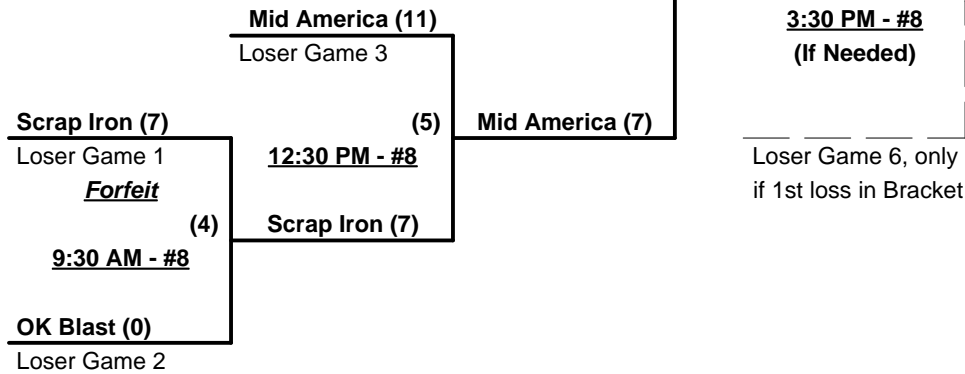 Mid America (11)
Loser Game 3
3:30 PM - #8
(If Needed)
Scrap Iron (7)
Loser Game 1
Forfeit
(5)
12:30 PM - #8
Mid America (7)
Loser Game 6, only
if 1st loss in Bracket
(4)
9:30 AM - #8
Scrap Iron (7)
OK Blast (0)
Loser Game 2